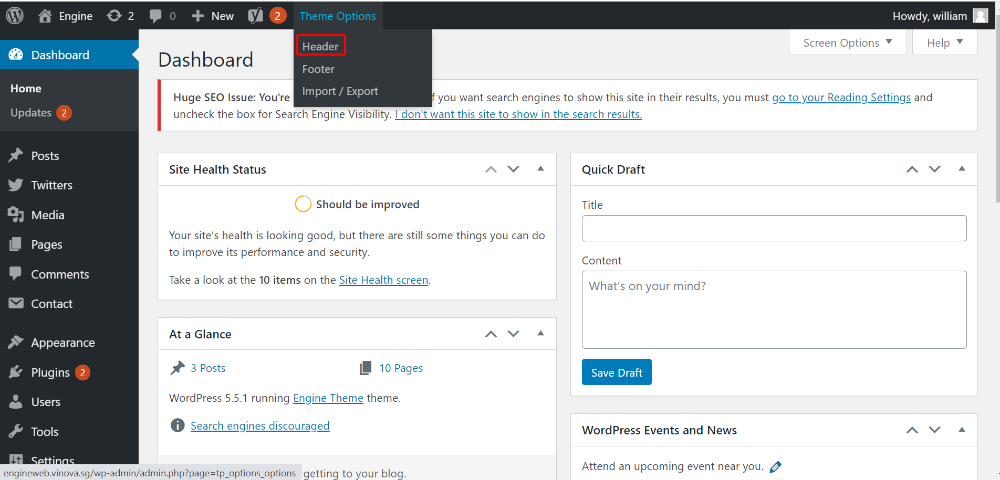 Engine 2 0 New 2 Theme Options Howdy, william
Header
Footer
Import / Export
Screen Options Help
Dashboard
Home
Updates 2
Posts
Twitters
Media
Pages
Comments
Contact
Appearance
Plugins 2
Users
Tools
Settings
Dashboard
Huge SEO Issue: You're f you want search engines to show this site in their results, you must go to your Reading Settings and
uncheck the box for Search Engine Visibility. I don't want this site to show in the search results.
Site Health Status
Should be improved
Your site’s health is looking good, but there are still some things you can do
to improve its performance and security.
Take a look at the 10 items on the Site Health screen.
At a Glance
3 Posts 10 Pages
WordPress 5.5.1 running Engine Theme theme.
Search engines discouraged
getting to your blog.
Quick Draft
Title
Content
What’s on your mind?
Save Draft
WordPress Events and News
Attend an upcoming event near you.
engineweb.vinova.sg/wp-admin/admin.php?page=tp_options_options